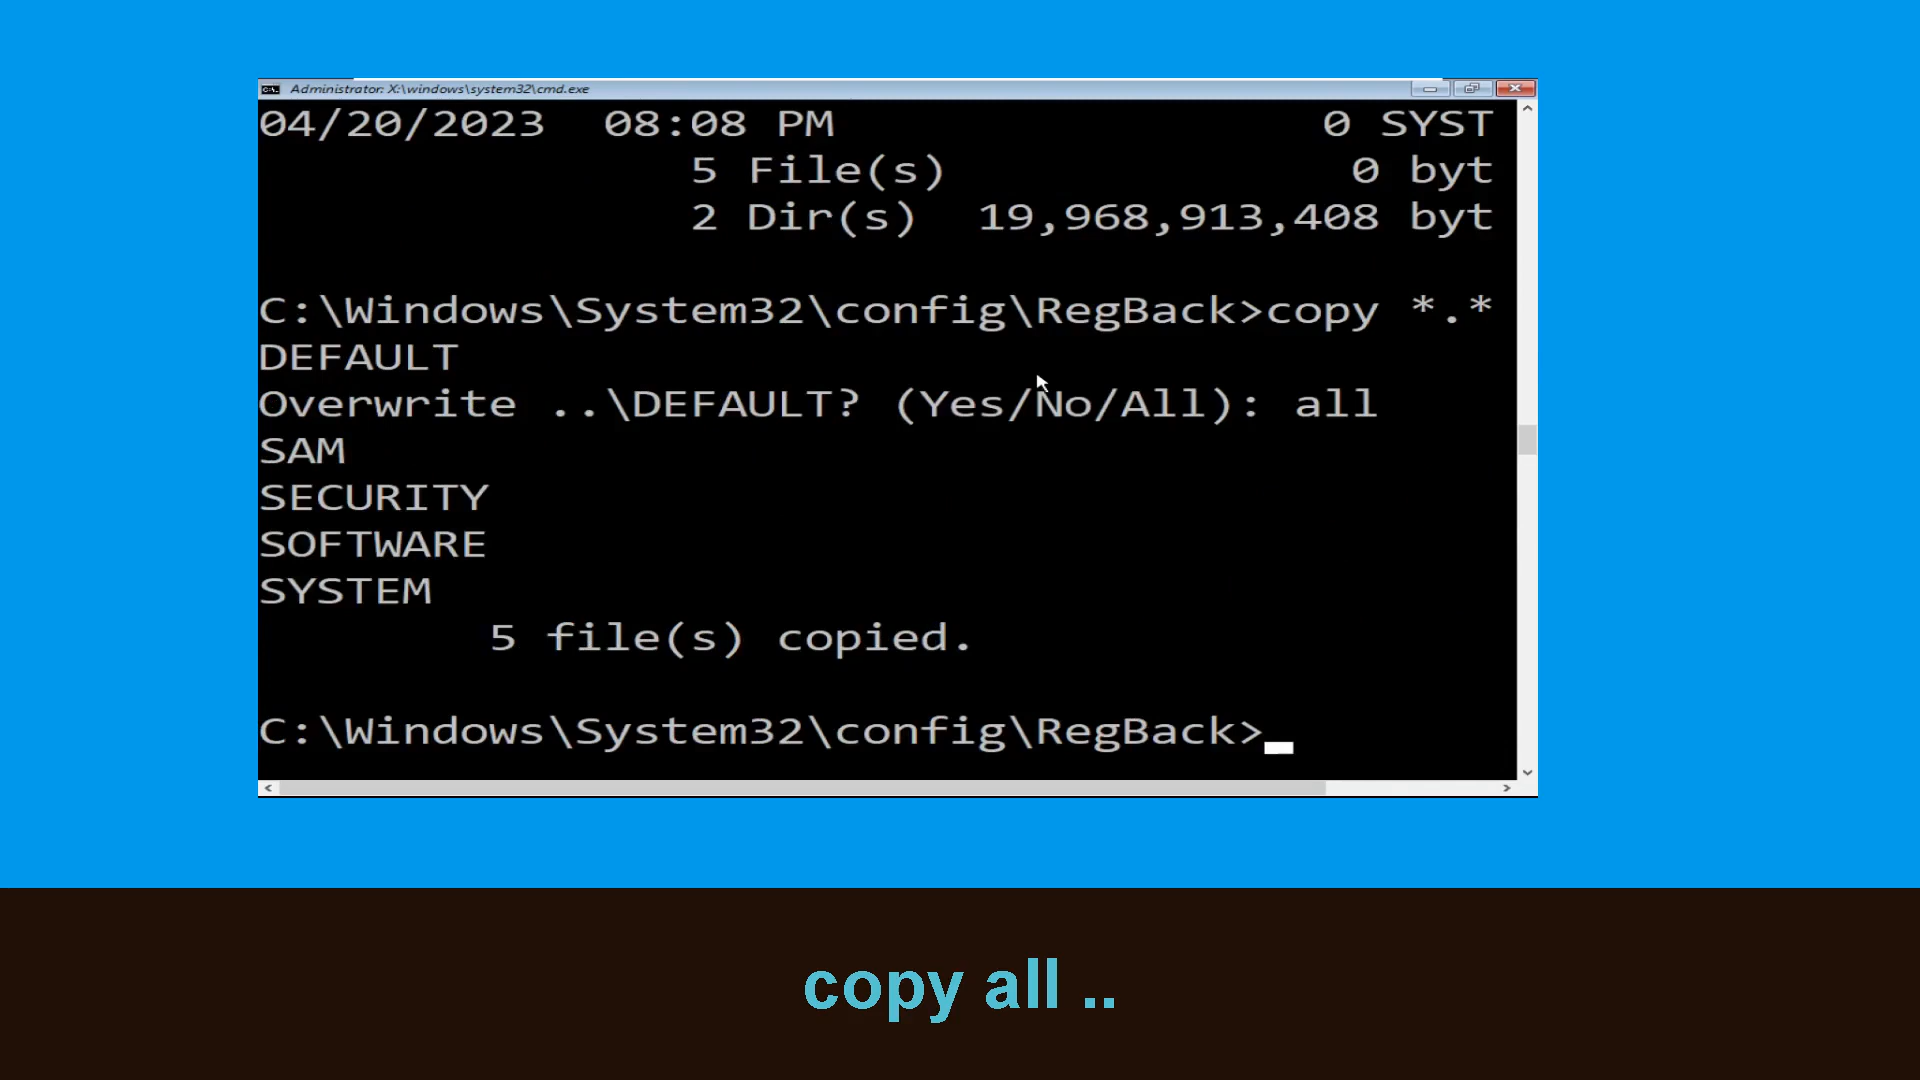 Administrator: X:\windows\system32\cmd.exe
04/20/2023  08:08 PM                 0 SYST
5 File(s)              0 byt
2 Dir(s)  19,968,913,408 byt
C:\Windows\System32\config\RegBack>copy *.*
DEFAULT
Overwrite ..\DEFAULT? (Yes/No/All): all
SAM
SECURITY
SOFTWARE
SYSTEM
5 file(s) copied.
C:\Windows\System32\config\RegBack>
copy all ..